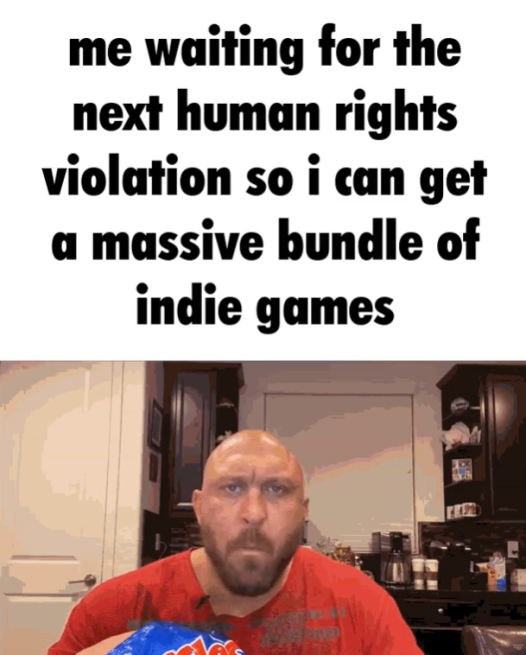 me waiting for the
next human rights
violation so i can get
a massive bundle of
indie games